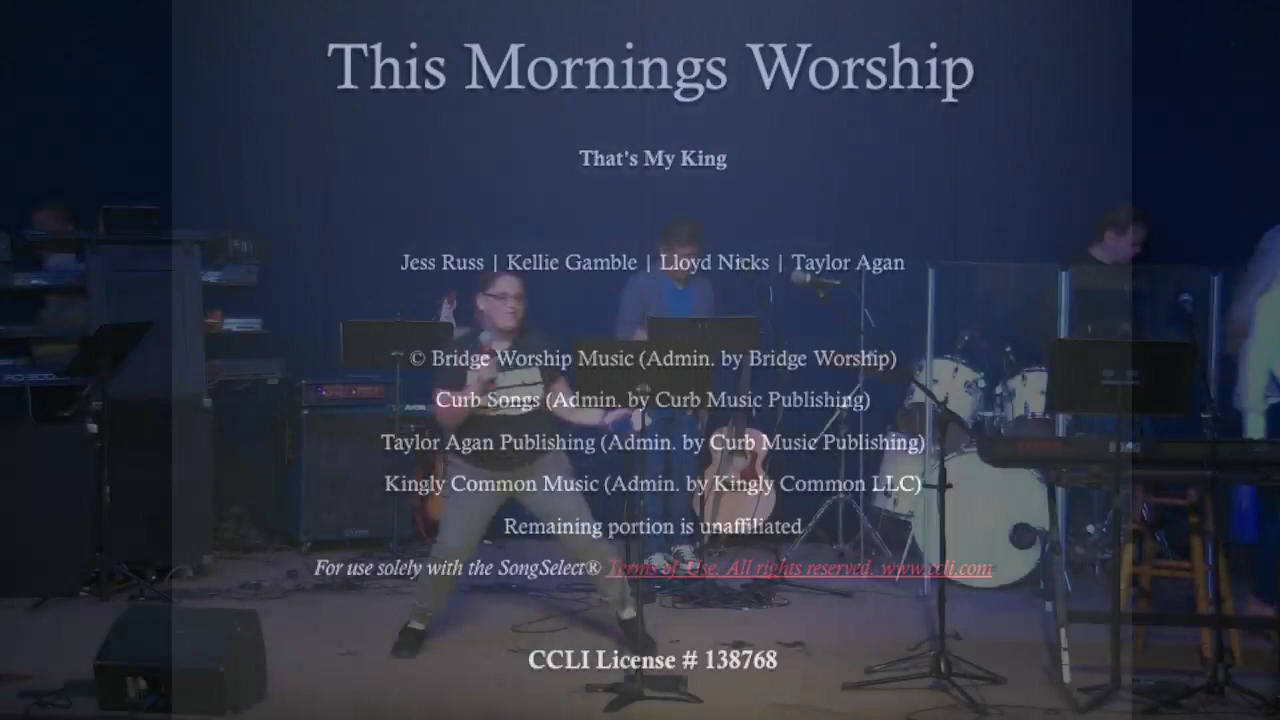 This Mornings Worship
That's My King
Jess Russ | Kellie Gamble | Lloyd Nicks | Taylor Agan
© Bridge Worship Music (Admin. by Bridge Worship)
Curb Songs (Admin. by Curb Music Publishing)
Taylor Agan Publishing (Admin. by Curb Music Publishing)
Kingly Common Music (Admin. by Kingly Common LLC)
Remaining portion is unaffiliated
For use solely with the SongSelect® Terms of Use. All rights reserved. www.ccli.com
CCLI License # 138768